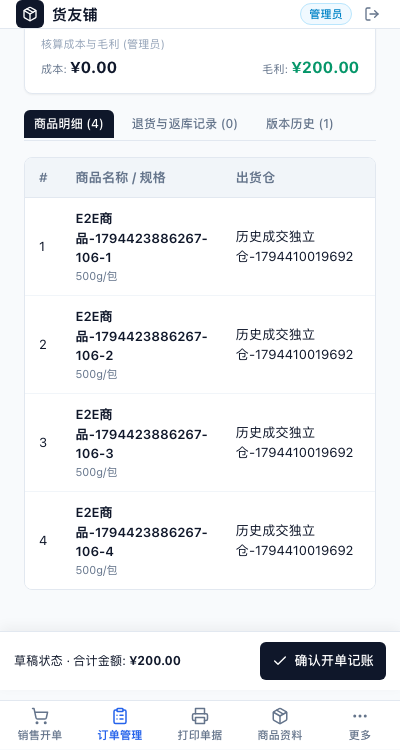 货友铺
管理员
核算成本与毛利 (管理员)
成本: ¥0.00 毛利: ¥200.00
商品明细 (4) 退货与返库记录 (0) 版本历史 (1)
# 商品名称 / 规格 出货仓
1
E2E商
品-1794423886267-
106-1
500g/包
历史成交独立
仓-1794410019692
2
E2E商
品-1794423886267-
106-2
500g/包
历史成交独立
仓-1794410019692
3
E2E商
品-1794423886267-
106-3
500g/包
历史成交独立
仓-1794410019692
4
E2E商
品-1794423886267-
106-4
500g/包
历史成交独立
仓-1794410019692
草稿状态 · 合计金额: ¥200.00
确认开单记账
销售开单 订单管理 打印单据 商品资料 更多